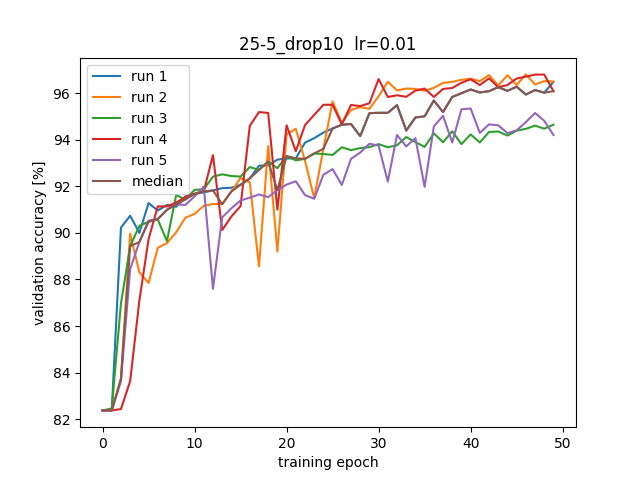 25-5_drop10  lr=0.01
validation accuracy [%]
96
94
92
90
88
86
84
82
run 1
run 2
run 3
run 4
run 5
median
0
10
20
30
40
50
training epoch